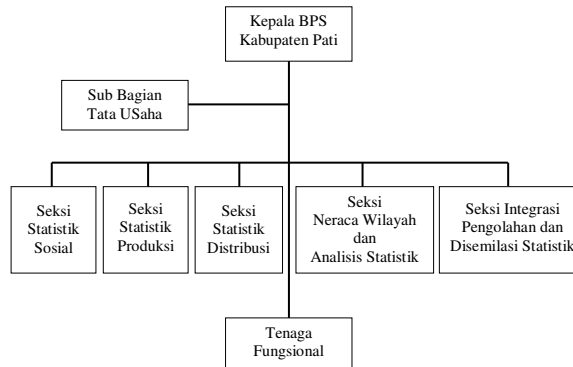 Kepala BPS
Kabupaten Pati
Sub Bagian
Tata USaha
Seksi
Statistik
Sosial
Seksi
Statistik
Produksi
Seksi
Statistik
Distribusi
Seksi
Neraca Wilayah
dan
Analisis Statistik
Seksi Integrasi
Pengolahan dan
Disemilasi Statistik
Tenaga
Fungsional